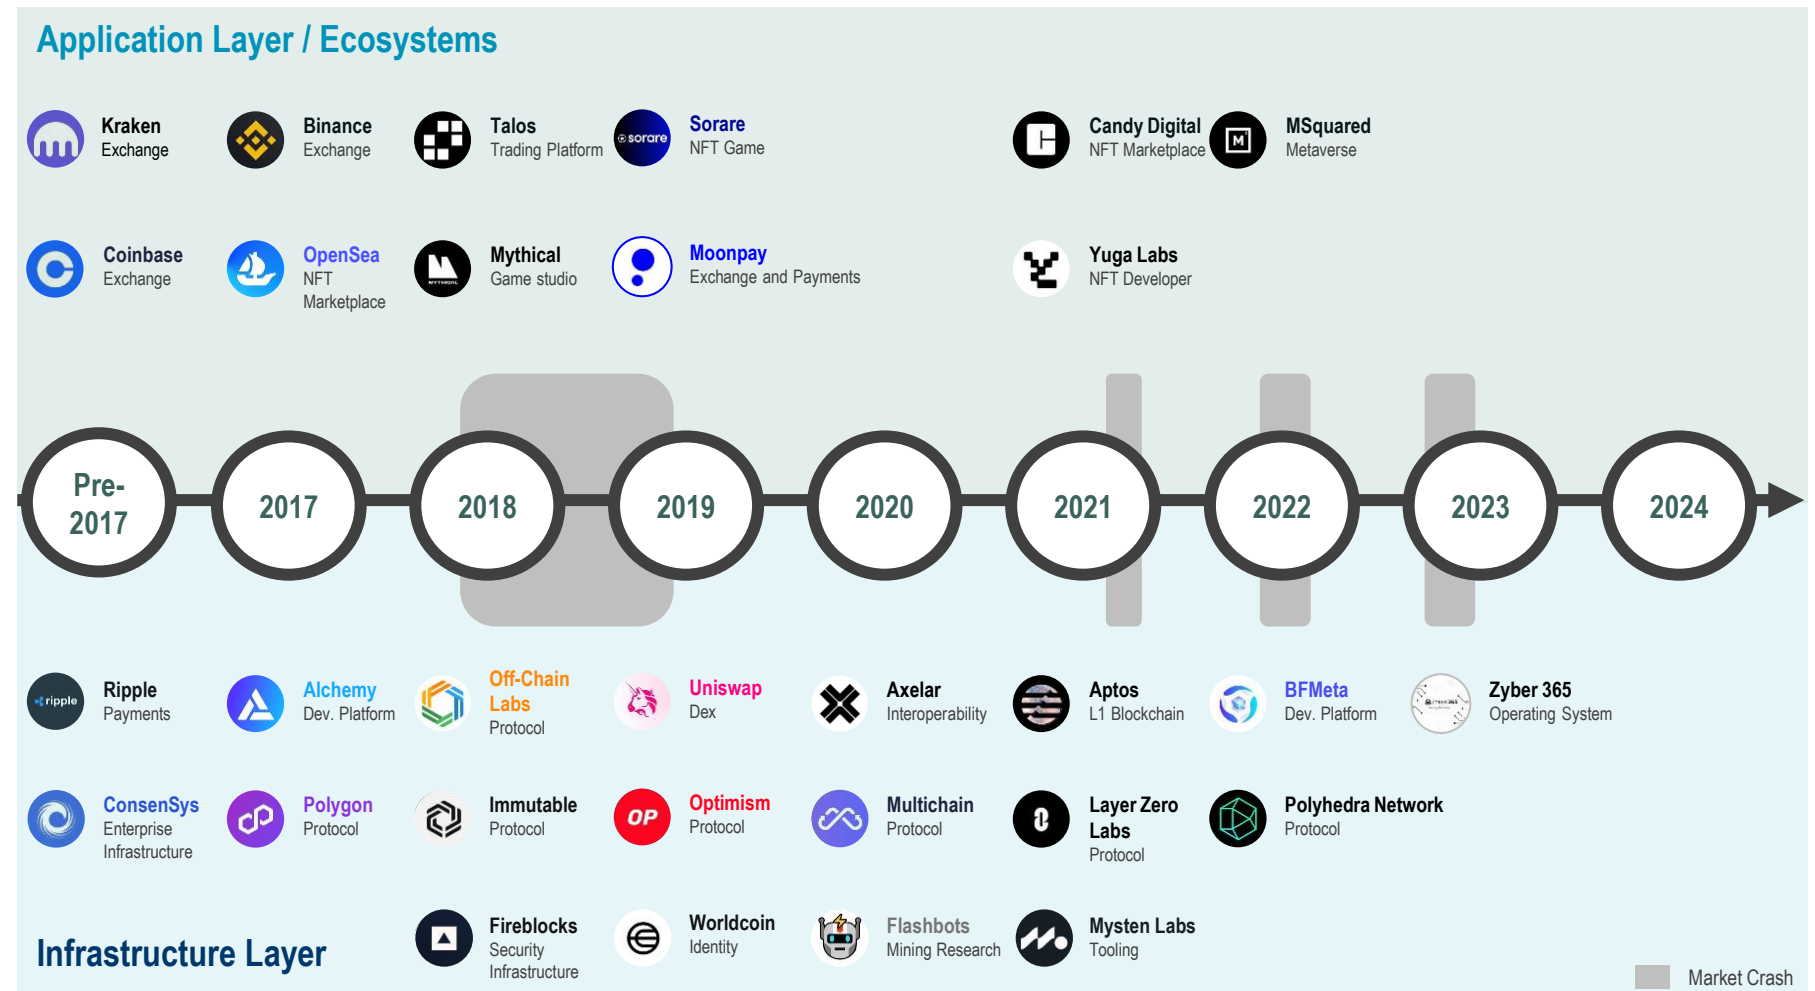 Application Layer / Ecosystems
Kraken
Exchange
Binance
Exchange
Talos
Trading Platform
sorare
Sorare
NFT Game
Candy Digital
NFT Marketplace
M
MSquared
Metaverse
Coinbase
Exchange
OpenSea
NFT
Marketplace
MYTHICAL
Mythical
Game studio
Moonpay
Exchange and Payments
Yuga Labs
NFT Developer
Pre-
2017
2017
2018
2019
2020
2021
2022
2023
2024
ripple
Ripple
Payments
Alchemy
Dev. Platform
Off-Chain
Labs
Protocol
Uniswap
Dex
Axelar
Interoperability
Aptos
L1 Blockchain
BFMeta
Dev. Platform
Zyber 365
Operating System
ConsenSys
Enterprise
Infrastructure
Polygon
Protocol
Immutable
Protocol
OP
Optimism
Protocol
Multichain
Protocol
Layer Zero
Labs
Protocol
Polyhedra Network
Protocol
Fireblocks
Security
Infrastructure
Worldcoin
Identity
Flashbots
Mining Research
Mysten Labs
Tooling
Infrastructure Layer
Market Crash